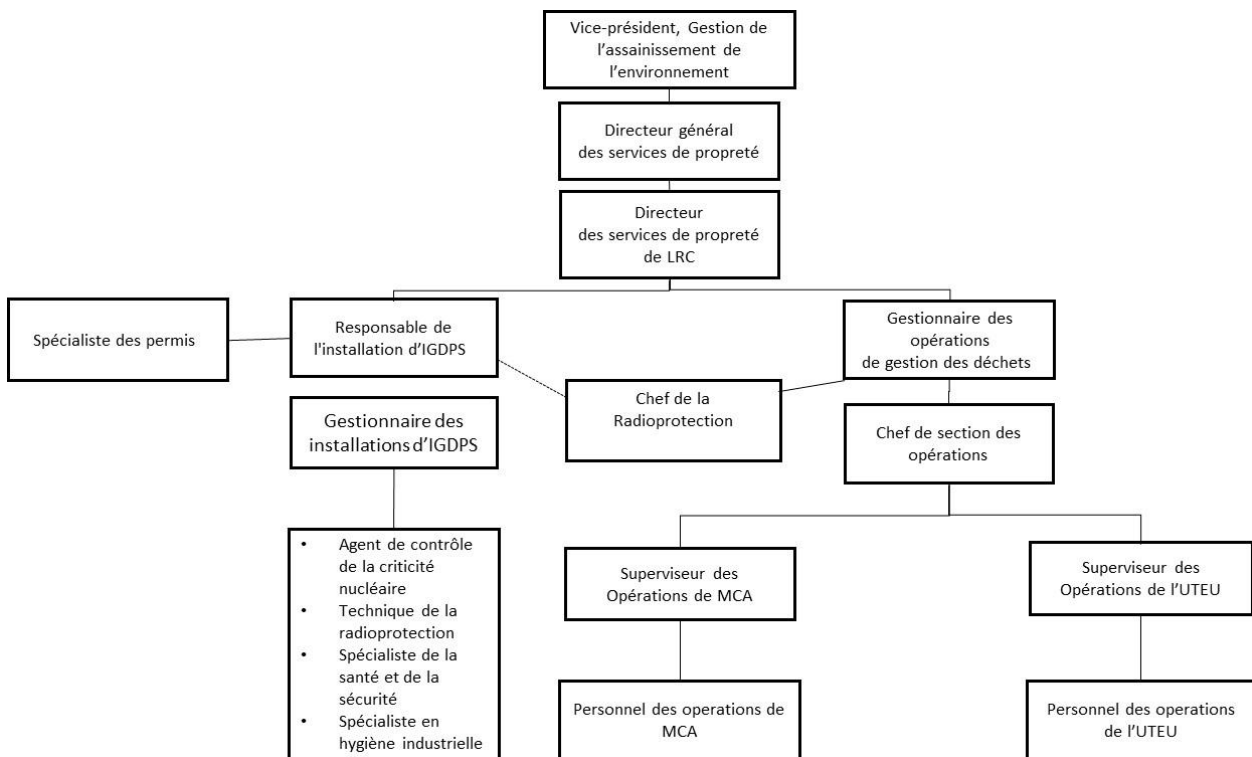 Vice-président, Gestion de
l’assainissement de
l’environnement
Directeur général
des services de propreté
Directeur
des services de propreté
de LRC
Spécialiste des permis
Responsable de
l'installation d’IGDPS
Gestionnaire des
opérations
de gestion des déchets
Chef de la
Radioprotection
Gestionnaire des
installations d’IGDPS
Chef de section des
opérations
• Agent de contrôle
de la criticité
nucléaire
• Technique de la
radioprotection
• Spécialiste de la
santé et de la
sécurité
• Spécialiste en
hygiène industrielle
Superviseur des
Opérations de MCA
Superviseur des
Opérations de l’UTEU
Personnel des operations de
MCA
Personnel des operations
de l’UTEU